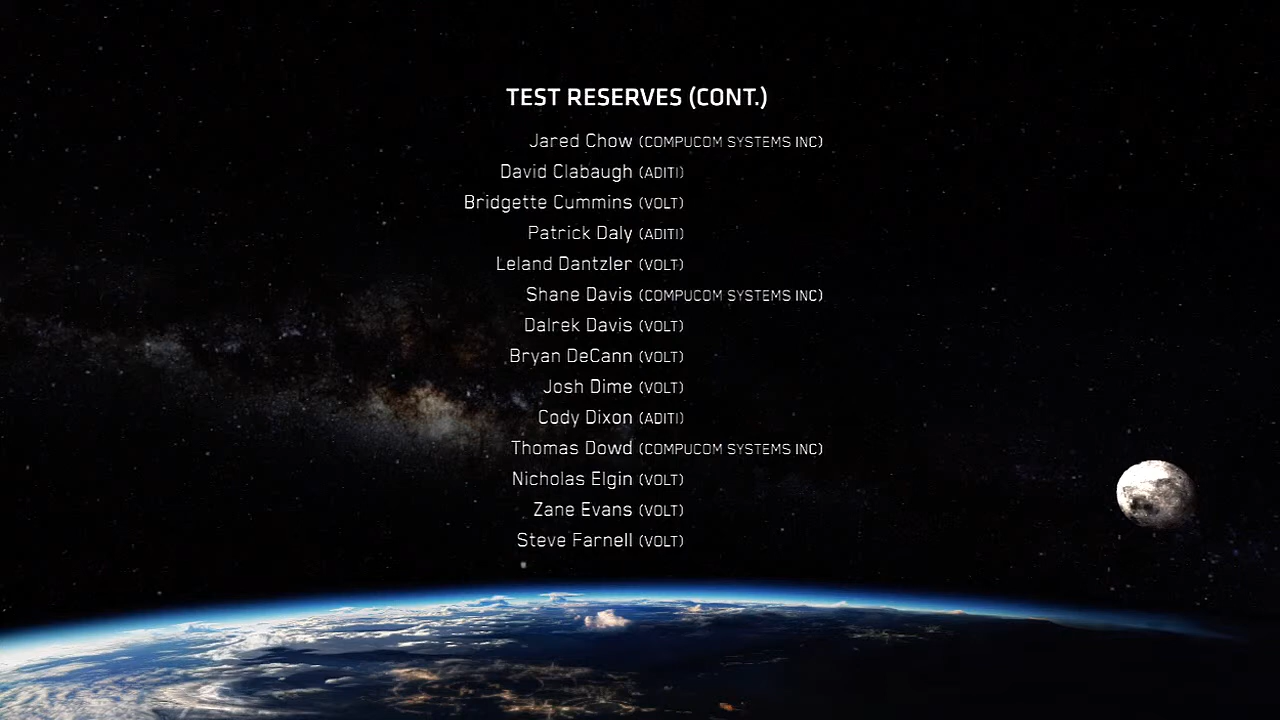 TEST RESERVES (CONT.)
Jared Chow (COMPUCOM SYSTEMS INC)
David Clabaugh (ADITI)
Bridgette Cummins (VOLT)
Patrick Daly (ADITI)
Leland Dantzler (VOLT)
Shane Davis (COMPUCOM SYSTEMS INC)
Dalrek Davis (VOLT)
Bryan DeCann (VOLT)
Josh Dime (VOLT)
Cody Dixon (ADITI)
Thomas Dowd (COMPUCOM SYSTEMS INC)
Nicholas Elgin (VOLT)
Zane Evans (VOLT)
Steve Farnell (VOLT)